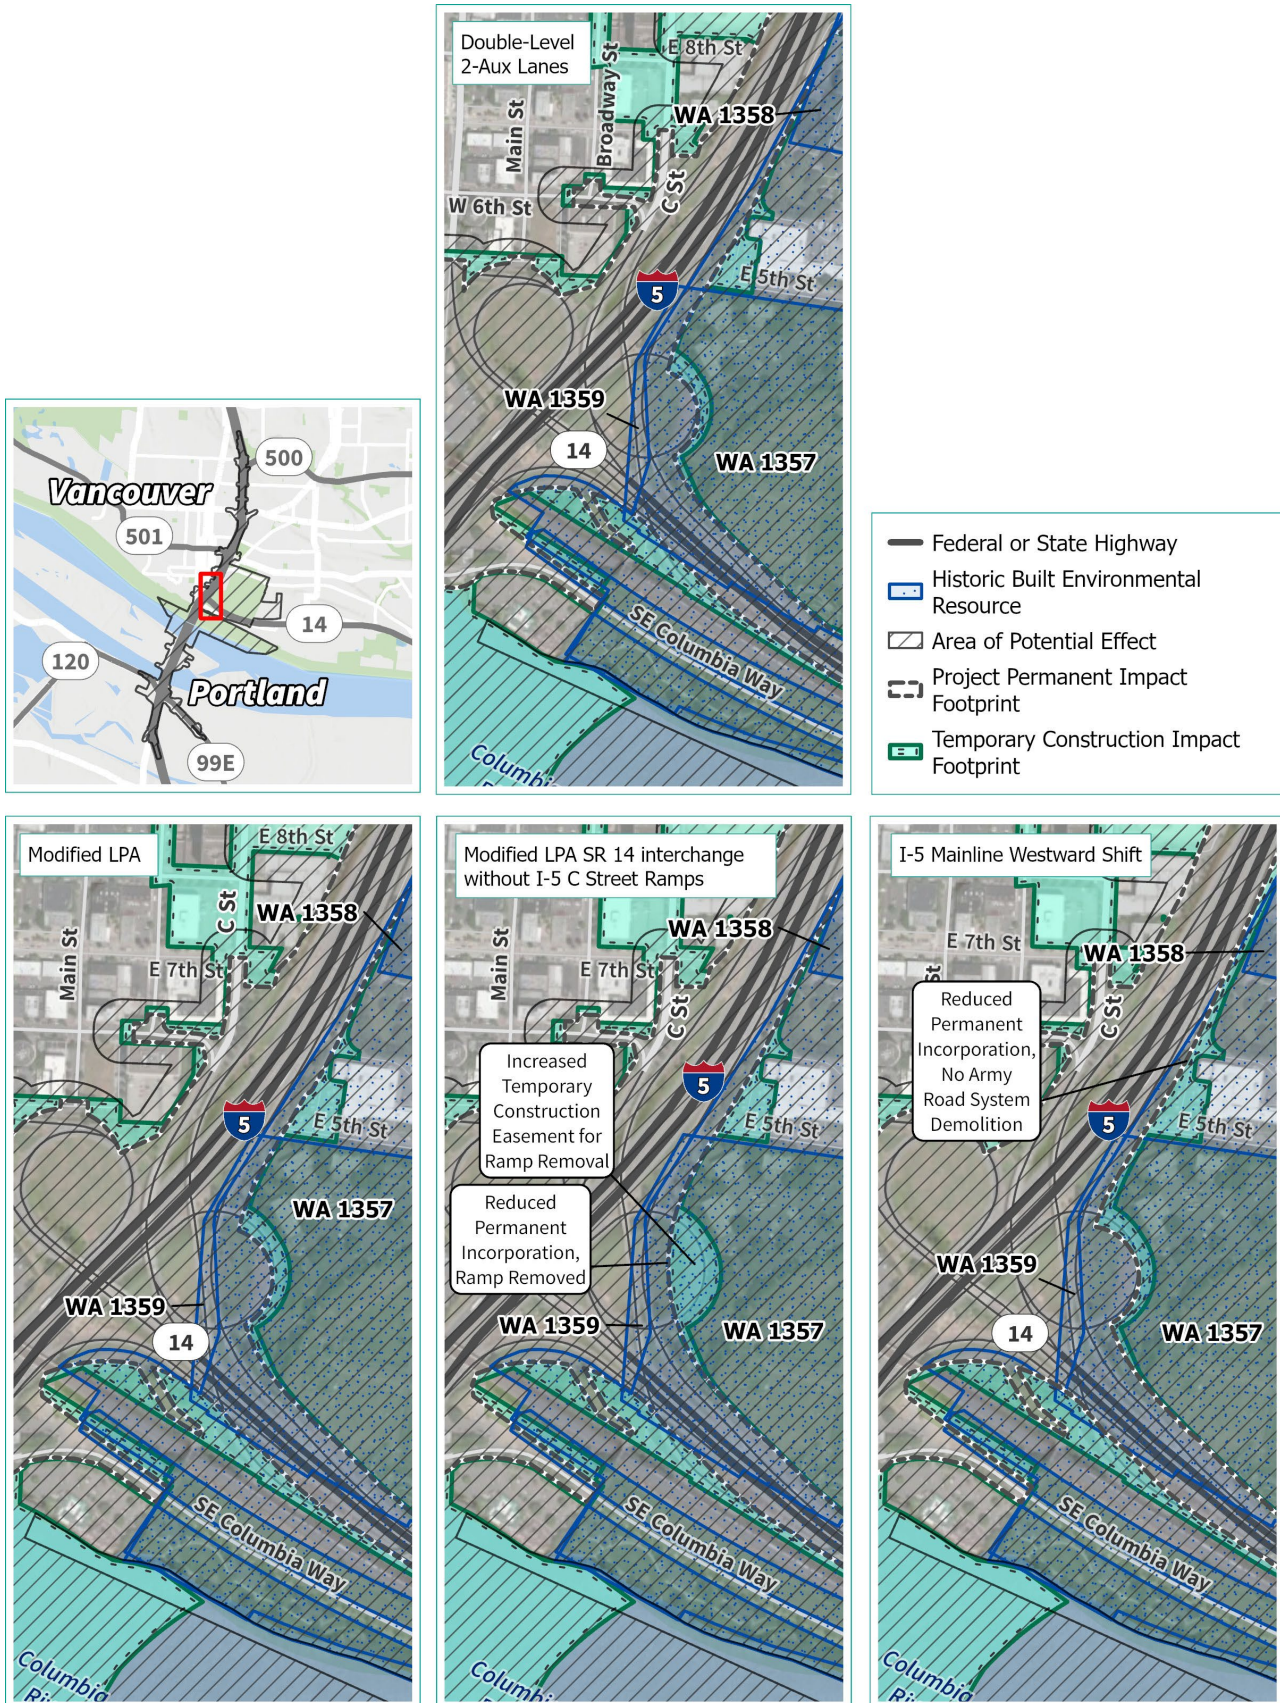 Double-Level
2-Aux Lanes
E 8th St
Broadway St
Main St
WA 1358
C St
W 6th St
E 5th St
5
WA 1359
14
WA 1357
SE Columbia Way
Columbia
Vancouver
500
501
14
120
Portland
99E
Federal or State Highway
Historic Built Environmental
Resource
Area of Potential Effect
Project Permanent Impact
Footprint
Temporary Construction Impact
Footprint
Modified LPA
E 8th St
C St
WA 1358
Main St
E 7th St
5
E 5th St
WA 1357
WA 1359
14
SE Columbia Way
Columbia
Modified LPA SR 14 interchange
without I-5 C Street Ramps
WA 1358
Main St
E 7th St
C St
Increased
Temporary
Construction
Easement for
Ramp Removal
5
E 5th St
Reduced
Permanent
Incorporation,
Ramp Removed
WA 1359
WA 1357
SE Columbia Way
Columbia
I-5 Mainline Westward Shift
E 7th St
WA 1358
St
C St
Reduced
Permanent
Incorporation,
No Army
Road System
Demolition
5
E 5th St
WA 1359
14
WA 1357
SE Columbia Way
Columbia